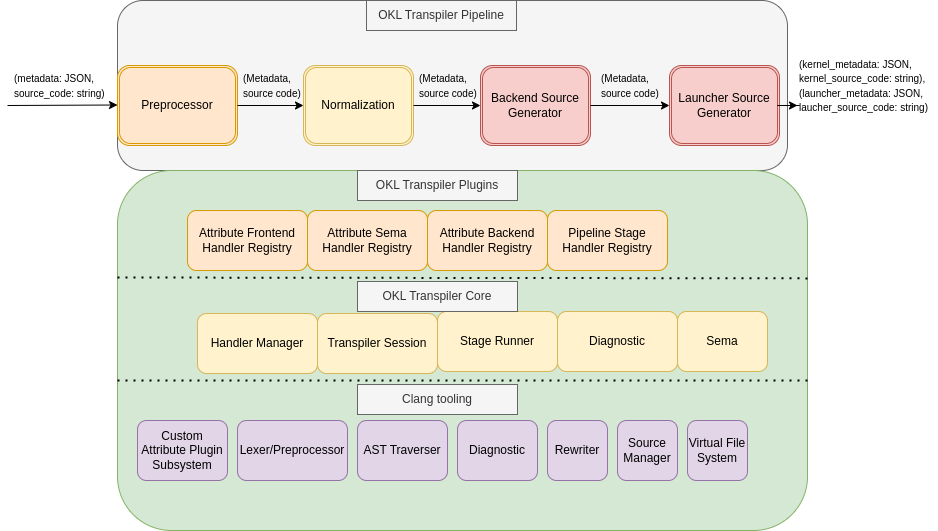 OKL Transpiler Pipeline
(metadata: JSON,
source_code: string)
Preprocessor
(Metadata,
source code)
Normalization
(Metadata,
source code)
Backend Source
Generator
(Metadata,
source code)
Launcher Source
Generator
(kernel_metadata: JSON,
kernel_source_code: string),
(launcher_metadata: JSON,
laucher_source_code: string)
OKL Transpiler Plugins
Attribute Frontend
Handler Registry
Attribute Sema
Handler Registry
Attribute Backend
Handler Registry
Pipeline Stage
Handler Registry
OKL Transpiler Core
Handler Manager
Transpiler Session
Stage Runner
Diagnostic
Sema
Clang tooling
Custom
Attribute Plugin
Subsystem
Lexer/Preprocessor
AST Traverser
Diagnostic
Rewriter
Source
Manager
Virtual File
System